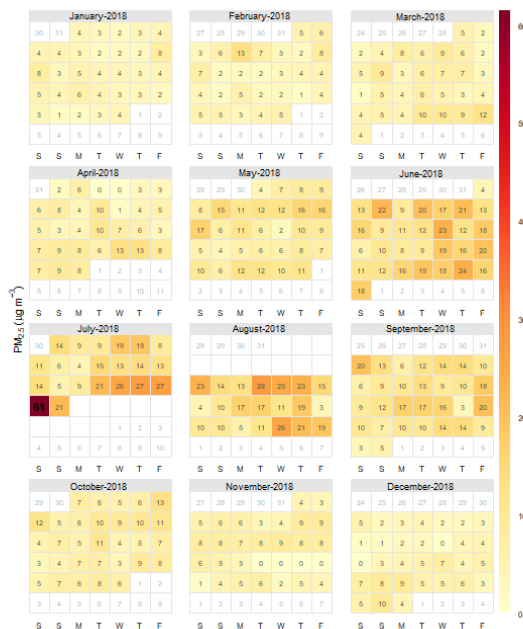 January-2018
30 31 4 3 2 3 4
4 4 3 2 2 2 8
8 3 5 4 4 3 4
5 4 6 4 3 3 2
3 1 2 3 4 1 2
3 4 5 6 7 8 9
S S M T W T F
February-2018
28 29 30 31 1 5 6
3 6 13 7 3 2 8
7 2 2 2 3 4 4
4 4 2 0 2 1 4
5 5 3 4 5 1 2
3 4 5 6 7 8 9
S S M T W T F
March-2018
24 25 26 27 28 5 2
2 4 8 6 9 6 2
5 9 3 6 7 7 3
1 5 4 6 5 3 4
5 4 4 10 10 9 12
4 1 2 3 4 5 6
S S M T W T F
April-2018
31 2 6 0 0 3 3
6 8 4 10 1 4 5
5 3 4 10 7 6 3
7 9 8 6 13 13 8
7 9 8 1 2 3 4
5 6 7 8 9 10 11
S S M T W T F
May-2018
28 29 30 4 7 8 9
8 15 11 12 12 16 16
17 6 11 6 2 10 9
5 4 5 6 6 8 7
10 6 12 12 11 11 1
2 3 4 5 6 7 8
S S M T W T F
June-2018
26 27 28 29 30 31 4
13 22 9 20 17 21 13
16 9 11 12 23 12 18
6 10 8 9 19 16 20
11 12 16 19 18 24 16
18 1 2 3 4 5 6
S S M T W T F
PM2.5 (ug m−3)
July-2018
30 14 9 9 19 19 8
11 6 4 15 13 14 13
14 5 9 21 26 27 27
61 21
1 2 3
4 5 6 7 8 9 10
S S M T W T F
August-2018
28 29 30 31
23 14 13 28 25 23 15
4 10 17 17 11 19 3
10 10 5 11 26 21 19
S S M T W T F
September-2018
25 26 27 28 29 30 31
20 13 6 12 14 14 10
6 9 10 13 9 10 18
9 12 17 17 16 3 20
7 9 10 10 14 14 9
3 5 1 2 3 4 5
S S M T W T F
October-2018
29 30 7 6 5 6 13
12 5 6 10 9 10 11
4 7 5 11 4 5 7
3 4 7 7 3 9 8
5 7 6 8 6 1 2
3 4 5 6 7 8 9
S S M T W T F
November-2018
27 28 29 30 31 4 3
5 6 6 3 4 9 9
8 8 7 8 9 8 8
6 5 3 0 0 0 0
1 4 5 6 2 5 4
1 2 3 4 5 6 7
S S M T W T F
December-2018
24 25 26 27 28 29 30
5 2 3 4 2 2 3
1 2 2 0 4 4 2
0 3 4 5 7 4 5
7 8 9 5 5 6 3
5 10 4 1 2 3 4
S S M T W T F
0